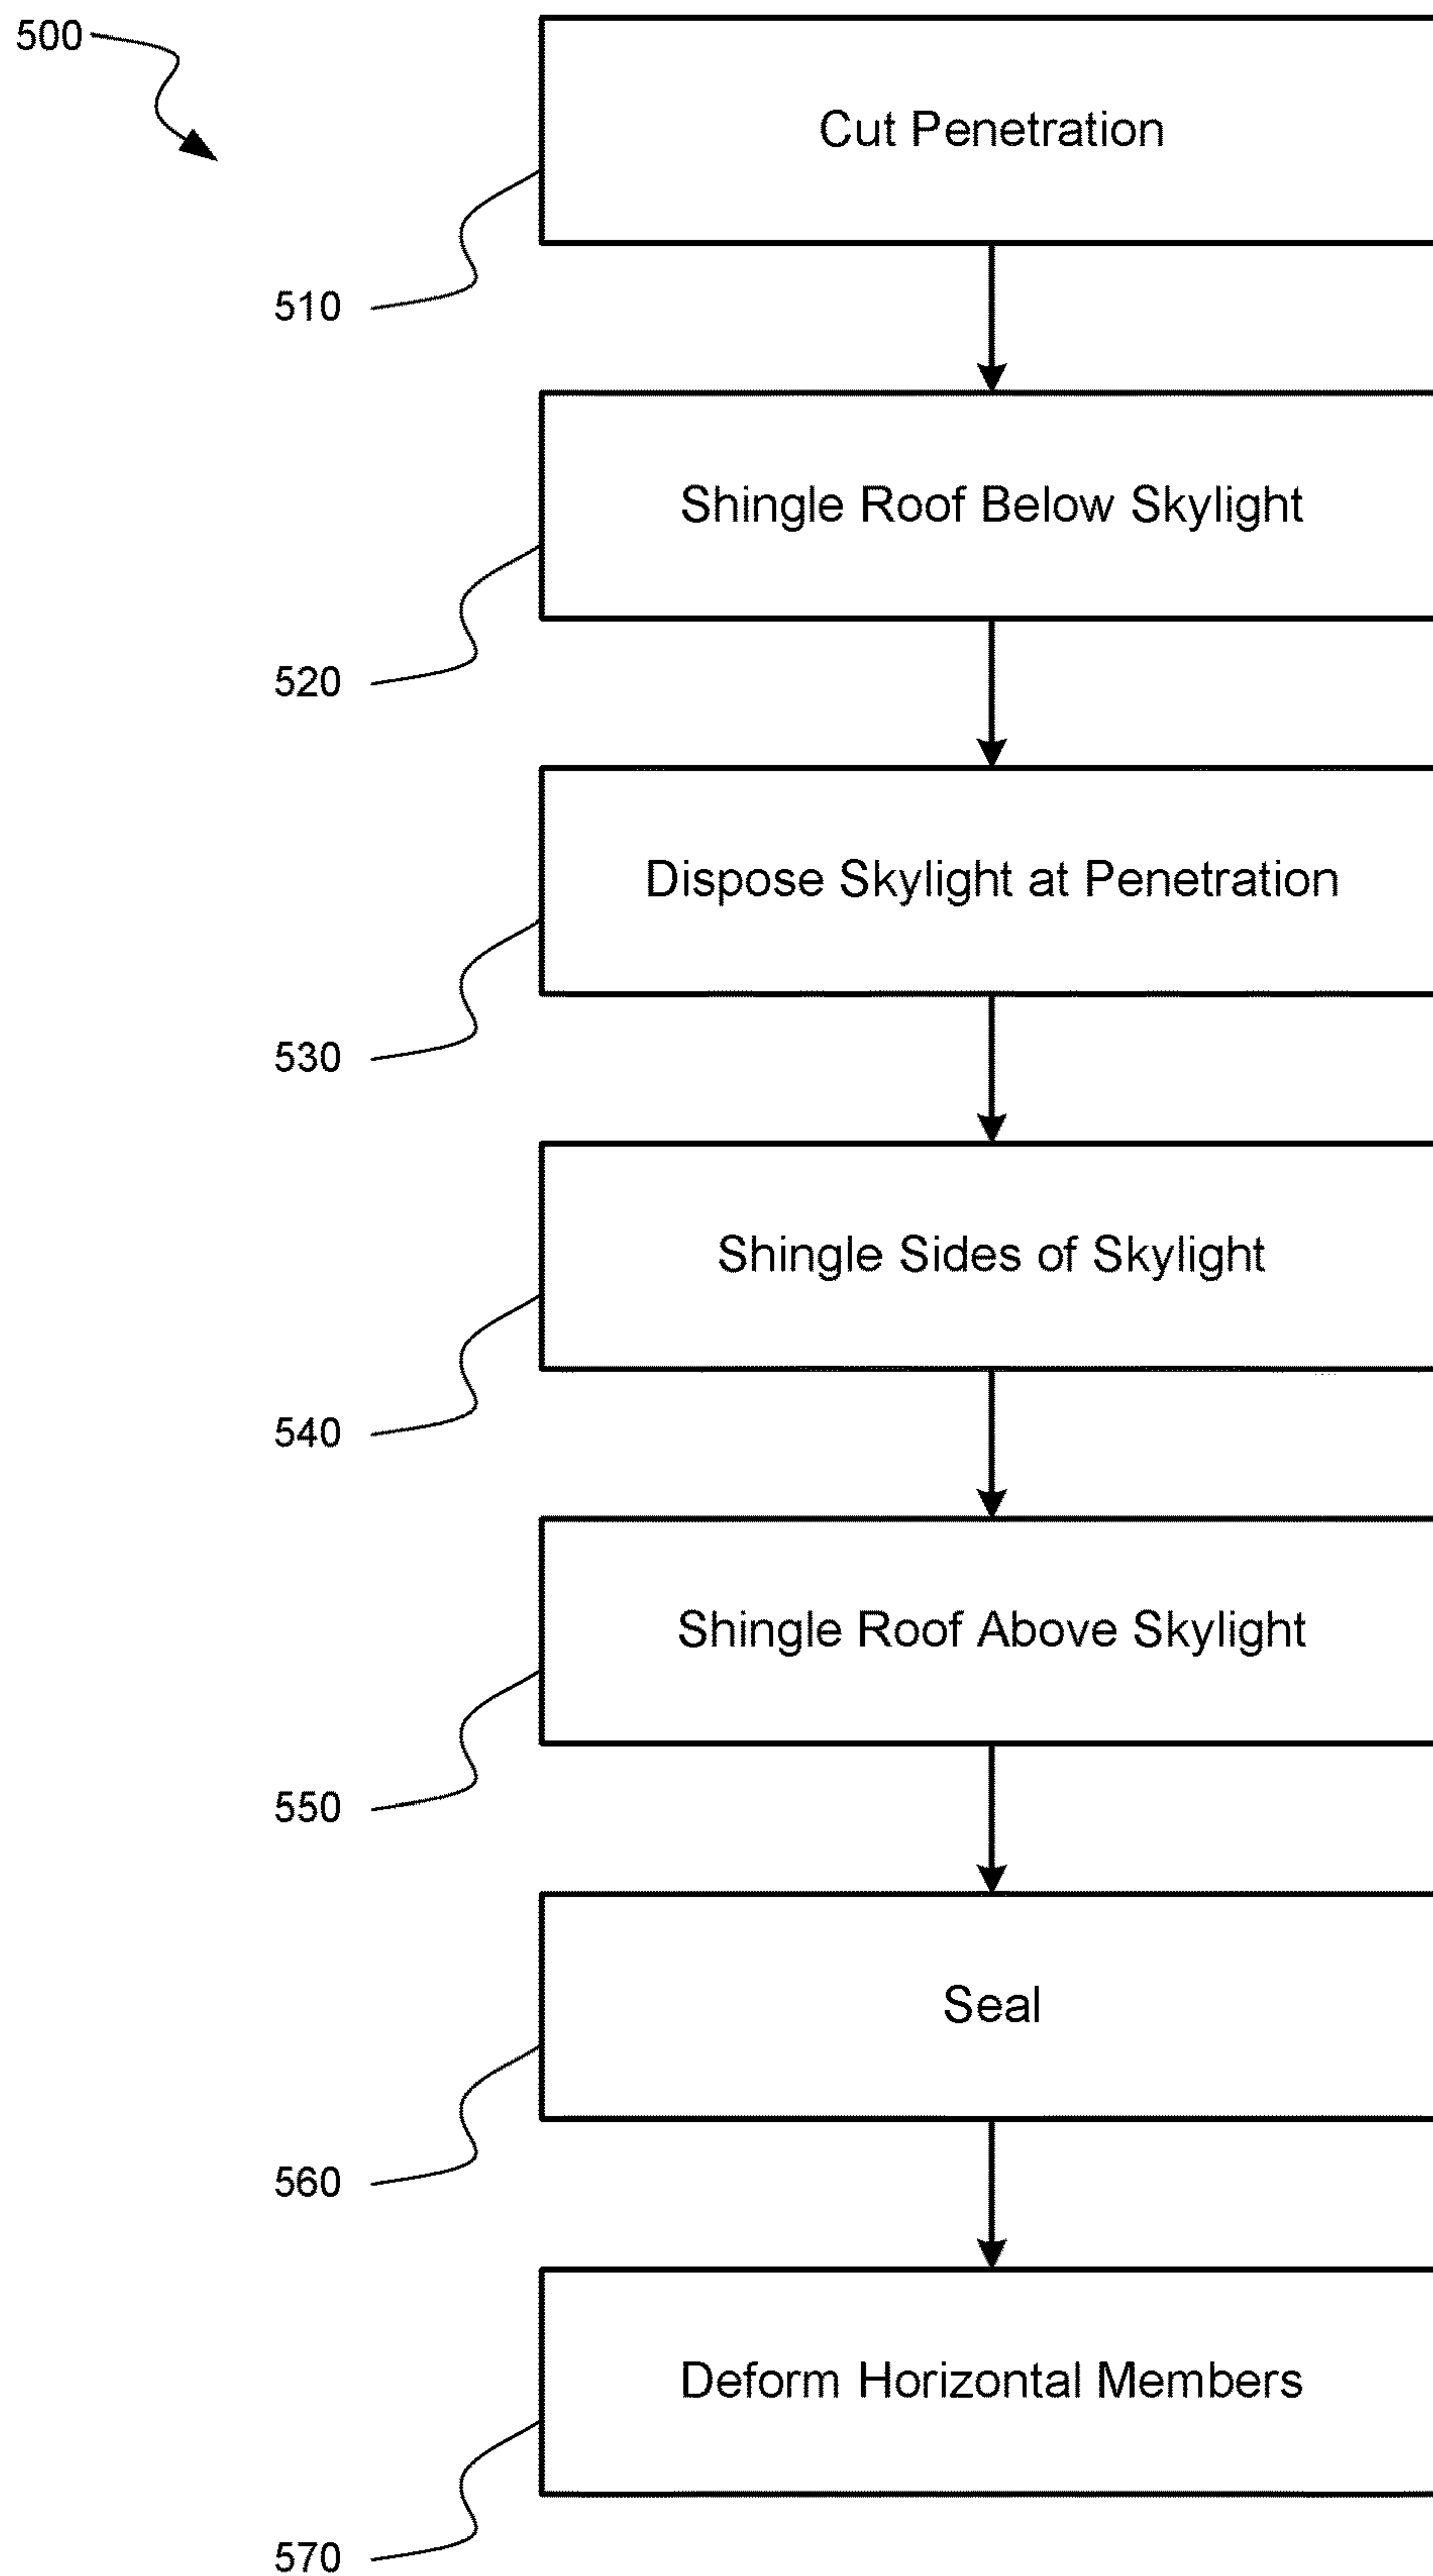 500
Cut Penetration
510
Shingle Roof Below Skylight
520
Dispose Skylight at Penetration
530
Shingle Sides of Skylight
540
Shingle Roof Above Skylight
550
Seal
560
Deform Horizontal Members
570